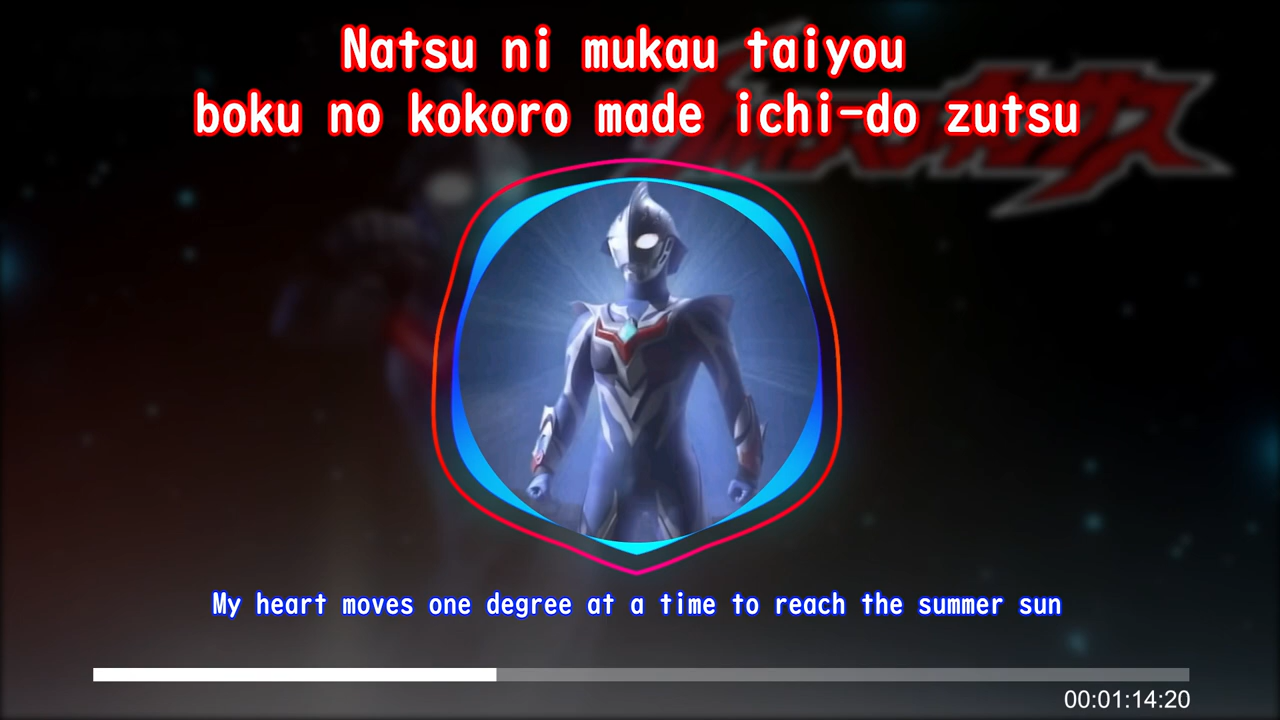 Natsu ni mukau taiyou
boku no kokoro made ichi-do zutsu
My heart moves one degree at a time to reach the summer sun
00:01:14:20